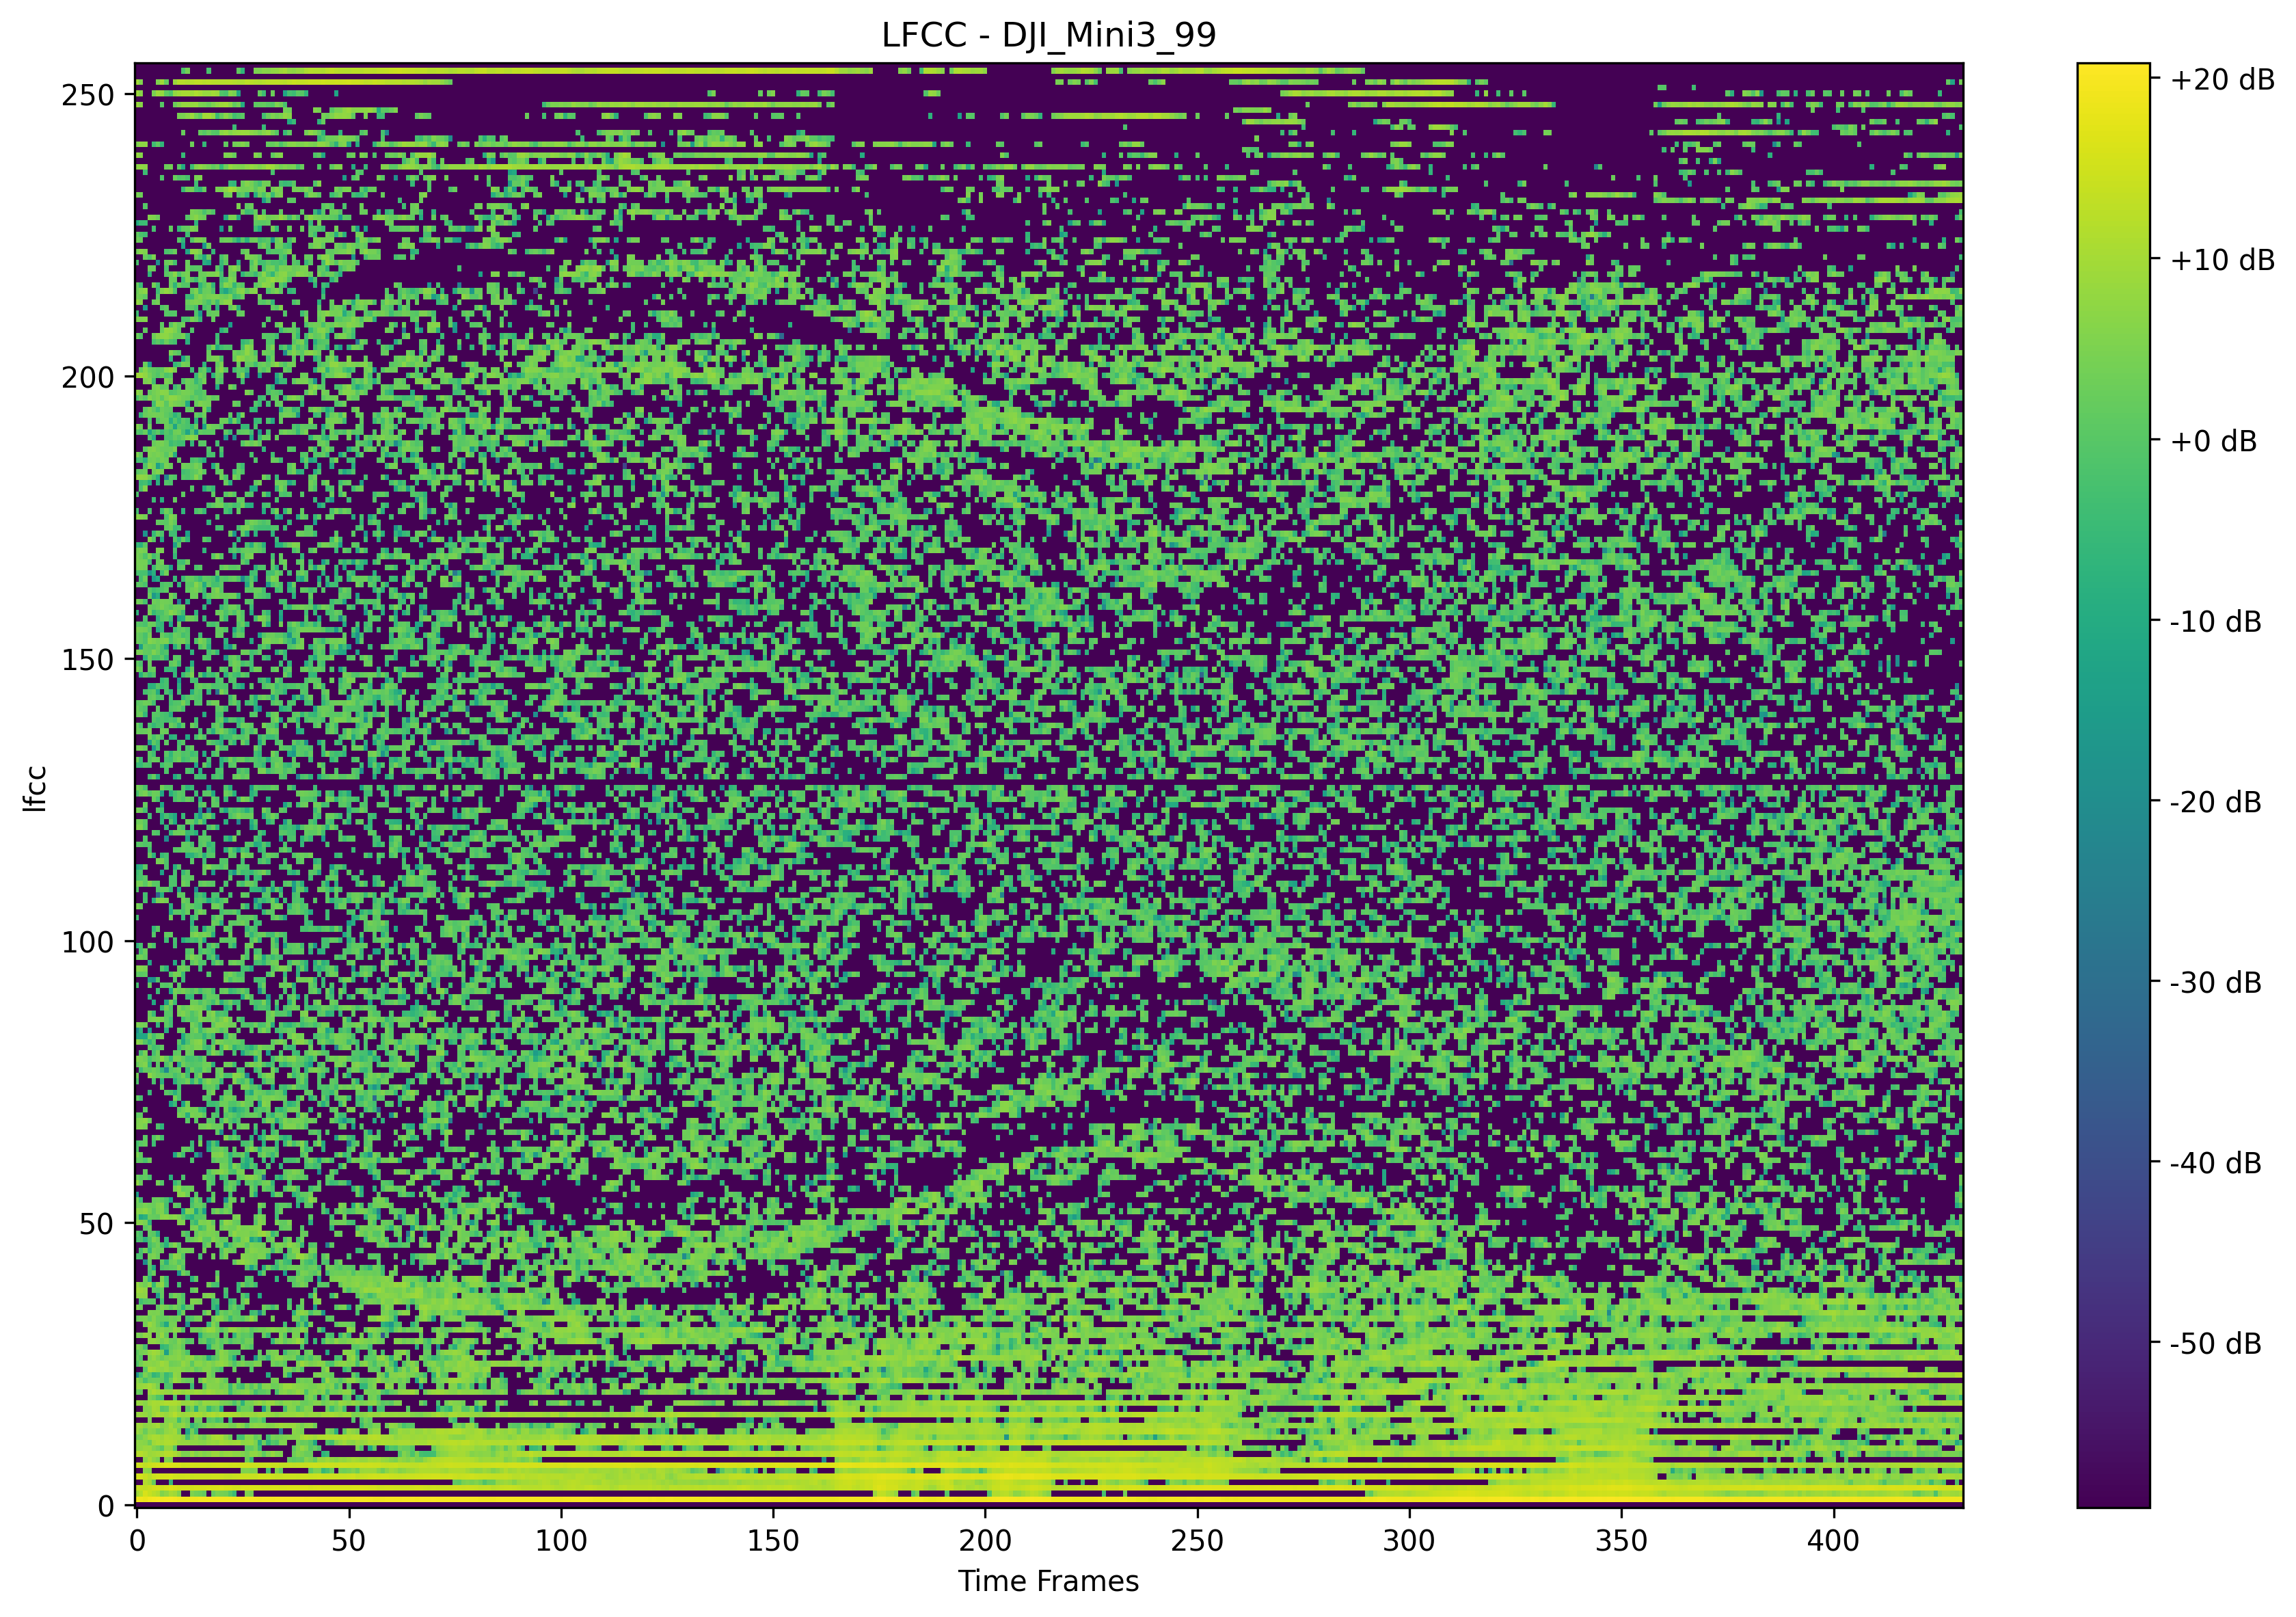 LFCC - DJI_Mini3_99
250
200
150
100
50
0
lfcc
0 50 100 150 200 250 300 350 400
Time Frames
+20 dB
+10 dB
+0 dB
-10 dB
-20 dB
-30 dB
-40 dB
-50 dB